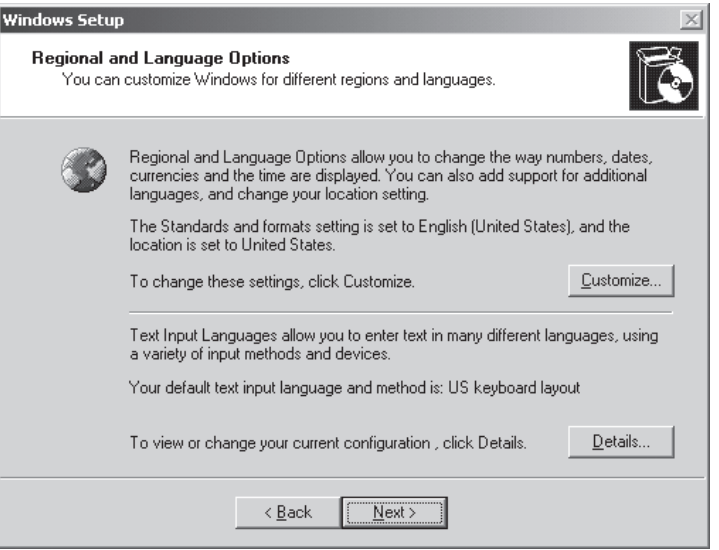 Windows Setup
Regional and Language Options
You can customize Windows for different regions and languages.
Regional and Language Options allow you to change the way numbers, dates,
currencies and the time are displayed. You can also add support for additional
languages, and change your location setting.
The Standards and formats setting is set to English (United States), and the
location is set to United States.
To change these settings, click Customize.
Customize...
Text Input Languages allow you to enter text in many different languages, using
a variety of input methods and devices.
Your default text input language and method is: US keyboard layout
To view or change your current configuration , click Details.
Details...
< Back
Next >